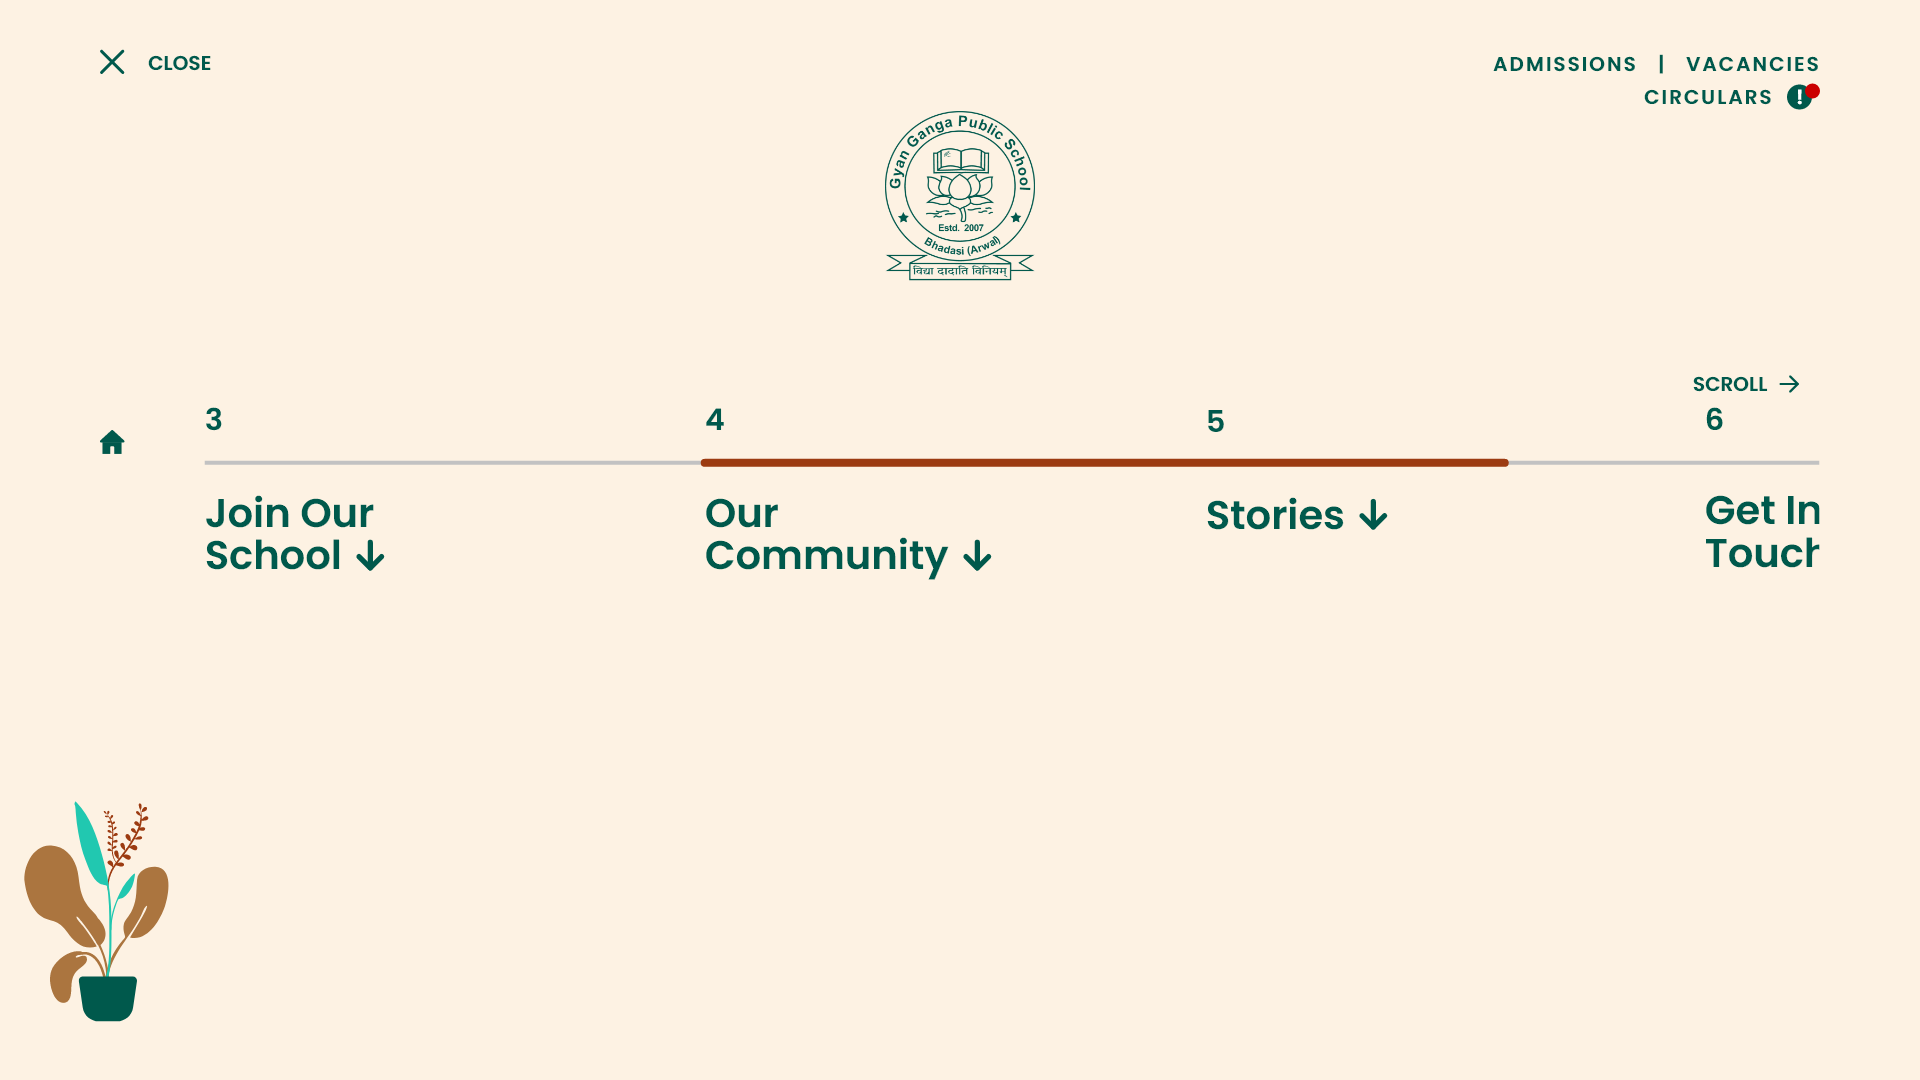 CLOSE
ADMISSIONS | VACANCIES
CIRCULARS
Gyan Ganga Public School
Estd. 2007
Bhadasi (Arwal)
विद्या दादाति विनियम्
SCROLL
3
4
5
6
Join Our
School
Our
Community
Stories
Get In
Touch